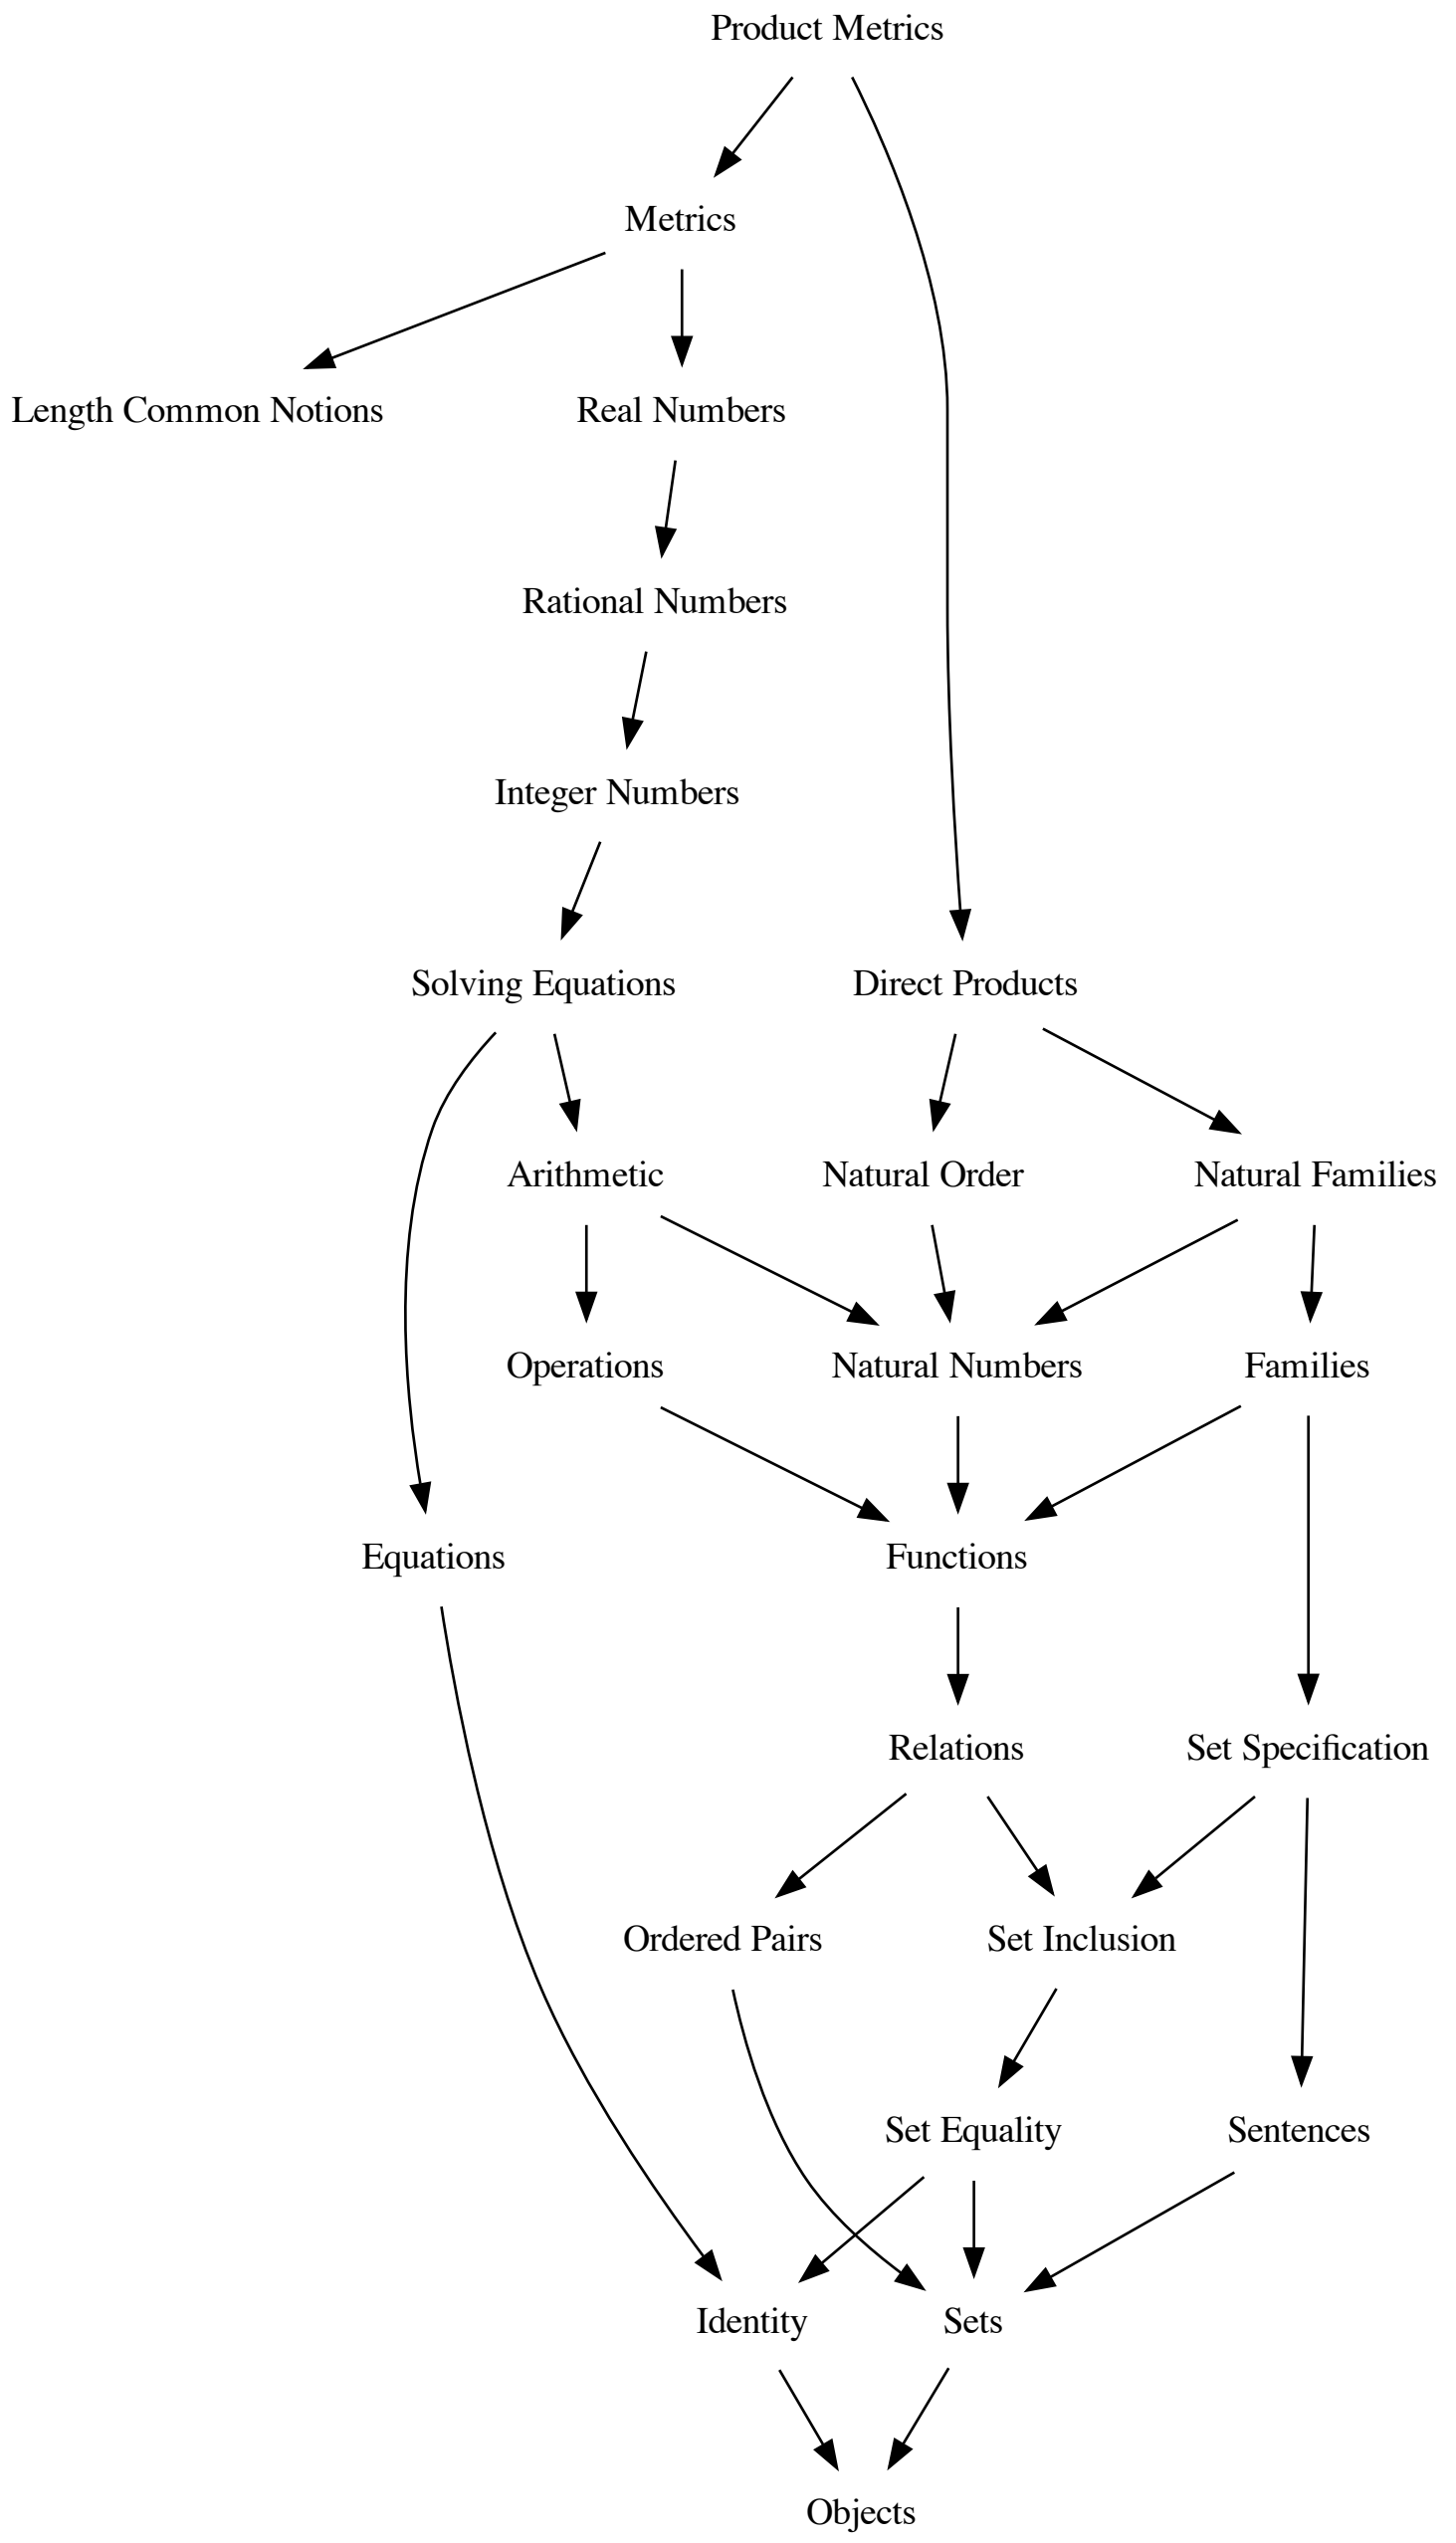 Product Metrics
Metrics
Length Common Notions
Real Numbers
Rational Numbers
Integer Numbers
Solving Equations
Direct Products
Arithmetic
Natural Order
Natural Families
Operations
Natural Numbers
Families
Equations
Functions
Relations
Set Specification
Ordered Pairs
Set Inclusion
Set Equality
Sentences
Identity
Sets
Objects